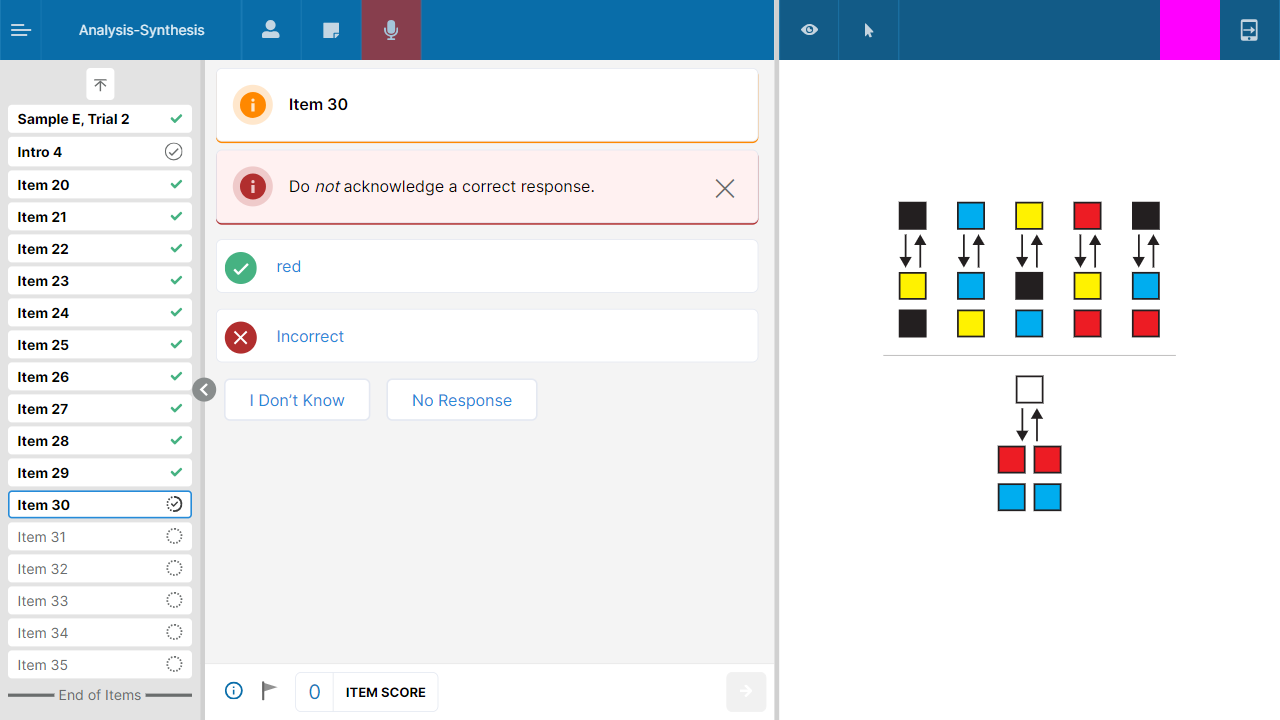 Analysis-Synthesis
Sample E, Trial 2
Intro 4
Item 20
Item 21
Item 22
Item 23
Item 24
Item 25
Item 26
Item 27
Item 28
Item 29
Item 30
Item 31
Item 32
Item 33
Item 34
Item 35
End of Items
Item 30
Do not acknowledge a correct response.
red
Incorrect
I Don’t Know
No Response
0
ITEM SCORE